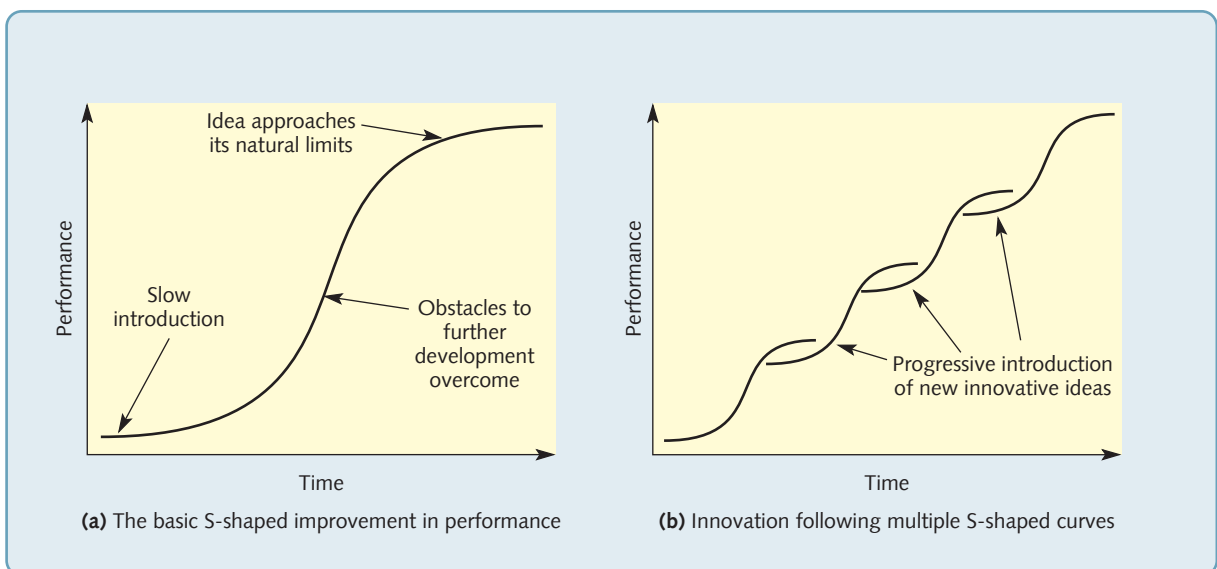 Performance
Idea approaches
its natural limits
Slow
introduction
Obstacles to
further
development
overcome
Time
(a) The basic S-shaped improvement in performance
Performance
Progressive introduction
of new innovative ideas
Time
(b) Innovation following multiple S-shaped curves